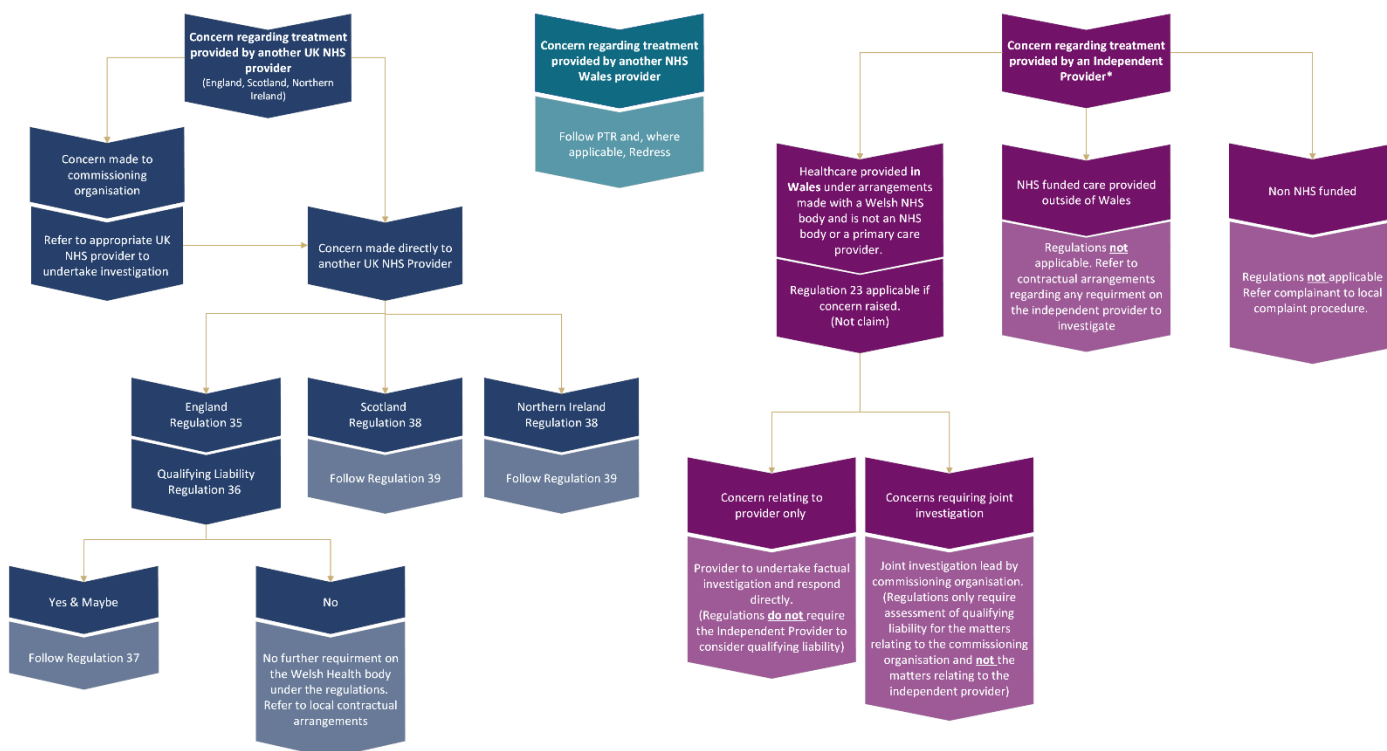 Concern regarding treatment
provided by another UK NHS
provider
(England, Scotland, Northern
Ireland)
Concern made to
commissioning
organisation
Refer to appropriate UK
NHS provider to
undertake investigation
Concern made directly to
another UK NHS Provider
England
Regulation 35
Qualifying Liability
Regulation 36
Scotland
Regulation 38
Follow Regulation 39
Northern Ireland
Regulation 38
Follow Regulation 39
Yes & Maybe
Follow Regulation 37
No
No further requirment on
the Welsh Health body
under the regulations.
Refer to local contractual
arrangements
Concern regarding treatment
provided by another NHS
Wales provider
Follow PTR and, where
applicable, Redress
Concern regarding treatment
provided by an Independent
Provider*
Healthcare provided in
Wales under arrangements
made with a Welsh NHS
body and is not an NHS
body or a primary care
provider.
Regulation 23 applicable if
concern raised.
(Not claim)
NHS funded care provided
outside of Wales
Regulations not
applicable. Refer to
contractual arrangements
regarding any requirment on
the independent provider to
investigate
Non NHS funded
Regulations not applicable
Refer complainant to local
complaint procedure.
Concern relating to
provider only
Provider to undertake factual
investigation and respond
directly.
(Regulations do not require
the Independent Provider to
consider qualifying liability)
Concerns requiring joint
investigation
Joint investigation lead by
commissioning organisation.
(Regulations only require
assessment of qualifying
liability for the matters
relating to the commissioning
organisation and not the
matters relating to the
independent provider)